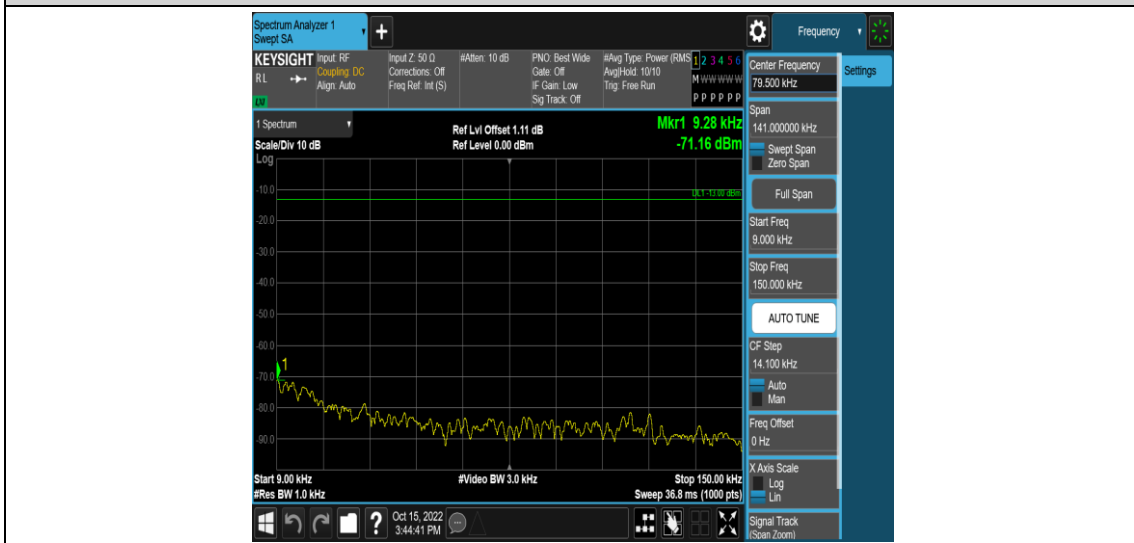 Spectrum Analyzer 1
Swept SA
+
Frequency
KEYSIGHT Input: RF Input Z: 50 Ω #Atten: 10 dB PNO: Best Wide #Avg Type: Power (RMS 1 2 3 4 5 6
RL Coupling: DC Corrections: Off Gate: Off Avg|Hold: 10/10 M W W W W W
Align: Auto Freq Ref: Int (S) IF Gain: Low Trig: Free Run
Sig Track: Off P P P P P P
LXI
1 Spectrum
Scale/Div 10 dB
Ref Lvl Offset 1.11 dB
Ref Level 0.00 dBm
Mkr1 9.28 kHz
-71.16 dBm
Log
DL1 -13.00 dBm
-10.0
-20.0
-30.0
-40.0
-50.0
-60.0
1
-70.0
-80.0
-90.0
Start 9.00 kHz #Video BW 3.0 kHz Stop 150.00 kHz
#Res BW 1.0 kHz Sweep 36.8 ms (1000 pts)
? Oct 15, 2022
3:44:41 PM
Center Frequency
79.500 kHz
Settings
Span
141.000000 kHz
Swept Span
Zero Span
Full Span
Start Freq
9.000 kHz
Stop Freq
150.000 kHz
AUTO TUNE
CF Step
14.100 kHz
Auto
Man
Freq Offset
0 Hz
X Axis Scale
Log
Lin
Signal Track
(Span Zoom)